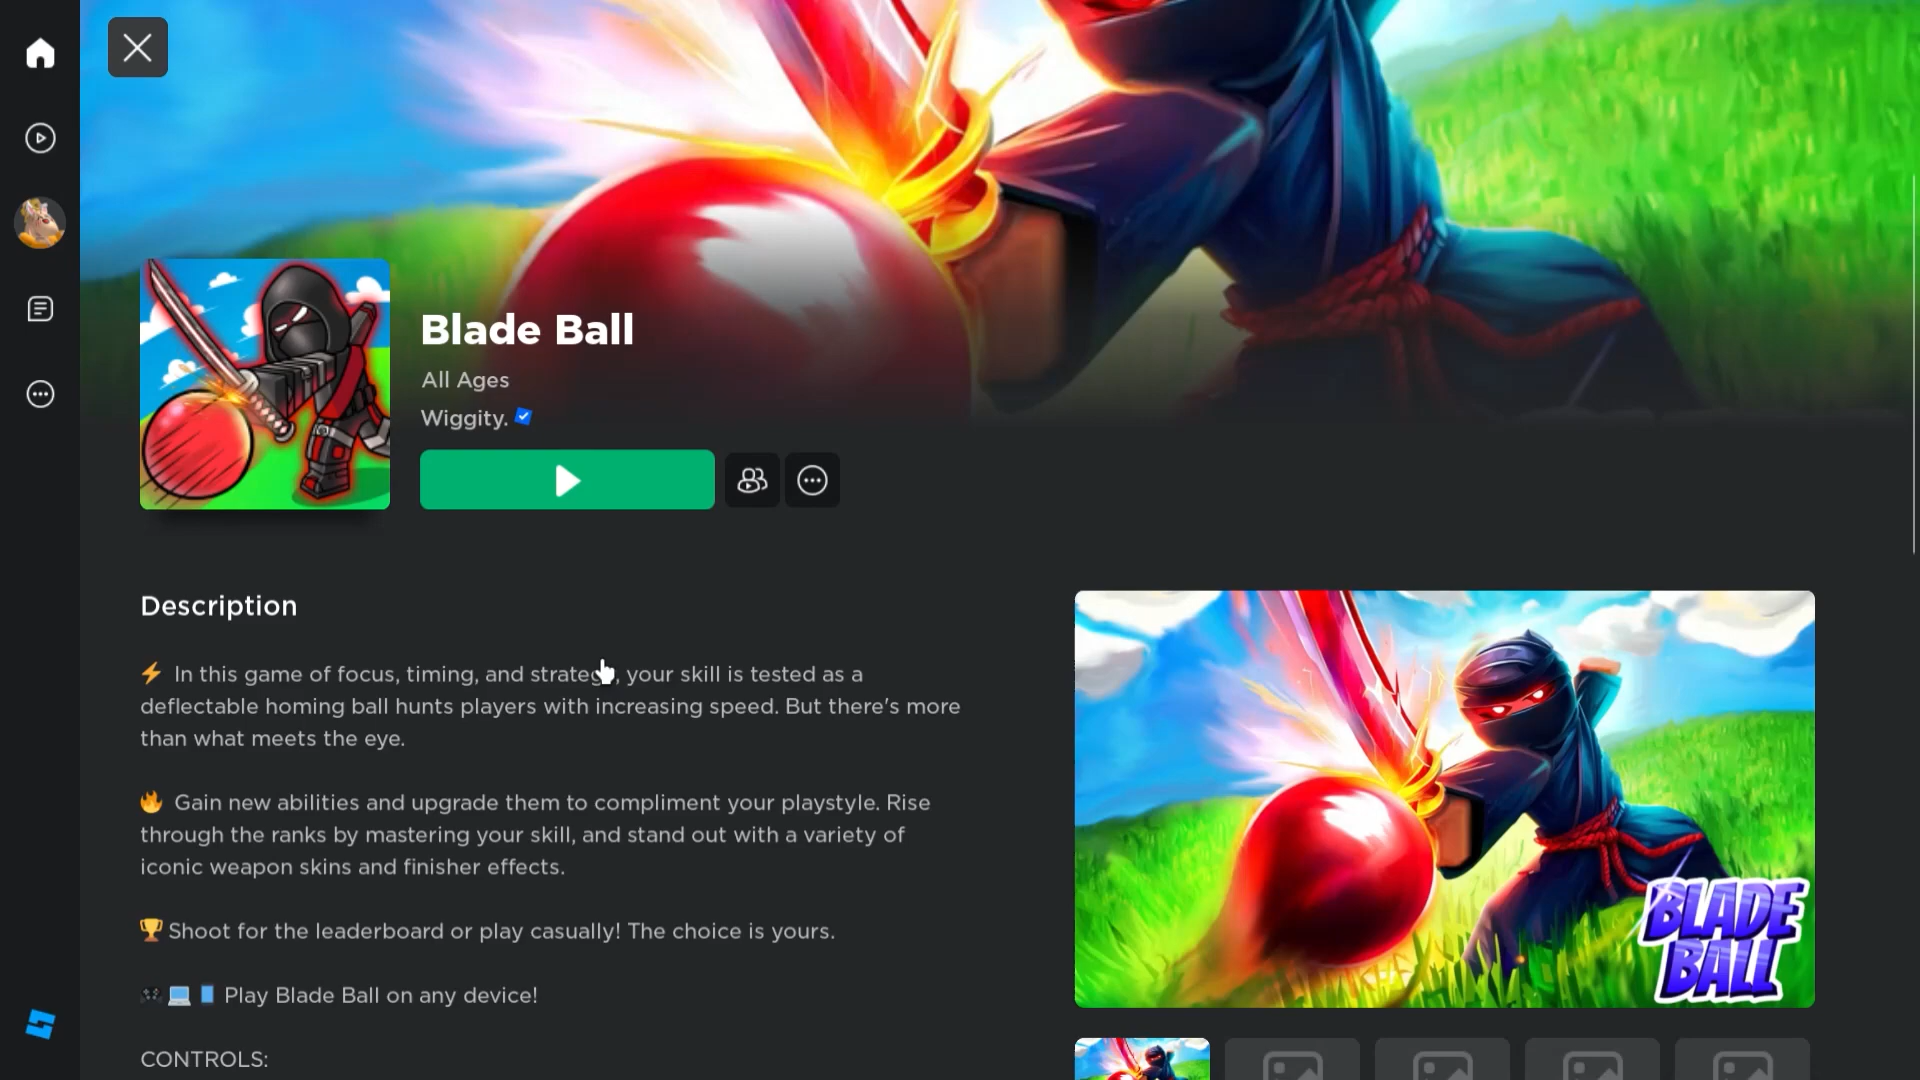 Blade Ball
All Ages
Wiggity.
Description
⚡ In this game of focus, timing, and strategy, your skill is tested as a
deflectable homing ball hunts players with increasing speed. But there's more
than what meets the eye.
🔥 Gain new abilities and upgrade them to compliment your playstyle. Rise
through the ranks by mastering your skill, and stand out with a variety of
iconic weapon skins and finisher effects.
🏆 Shoot for the leaderboard or play casually! The choice is yours.
🎮 💻 📱 Play Blade Ball on any device!
CONTROLS:
BLADE
BALL